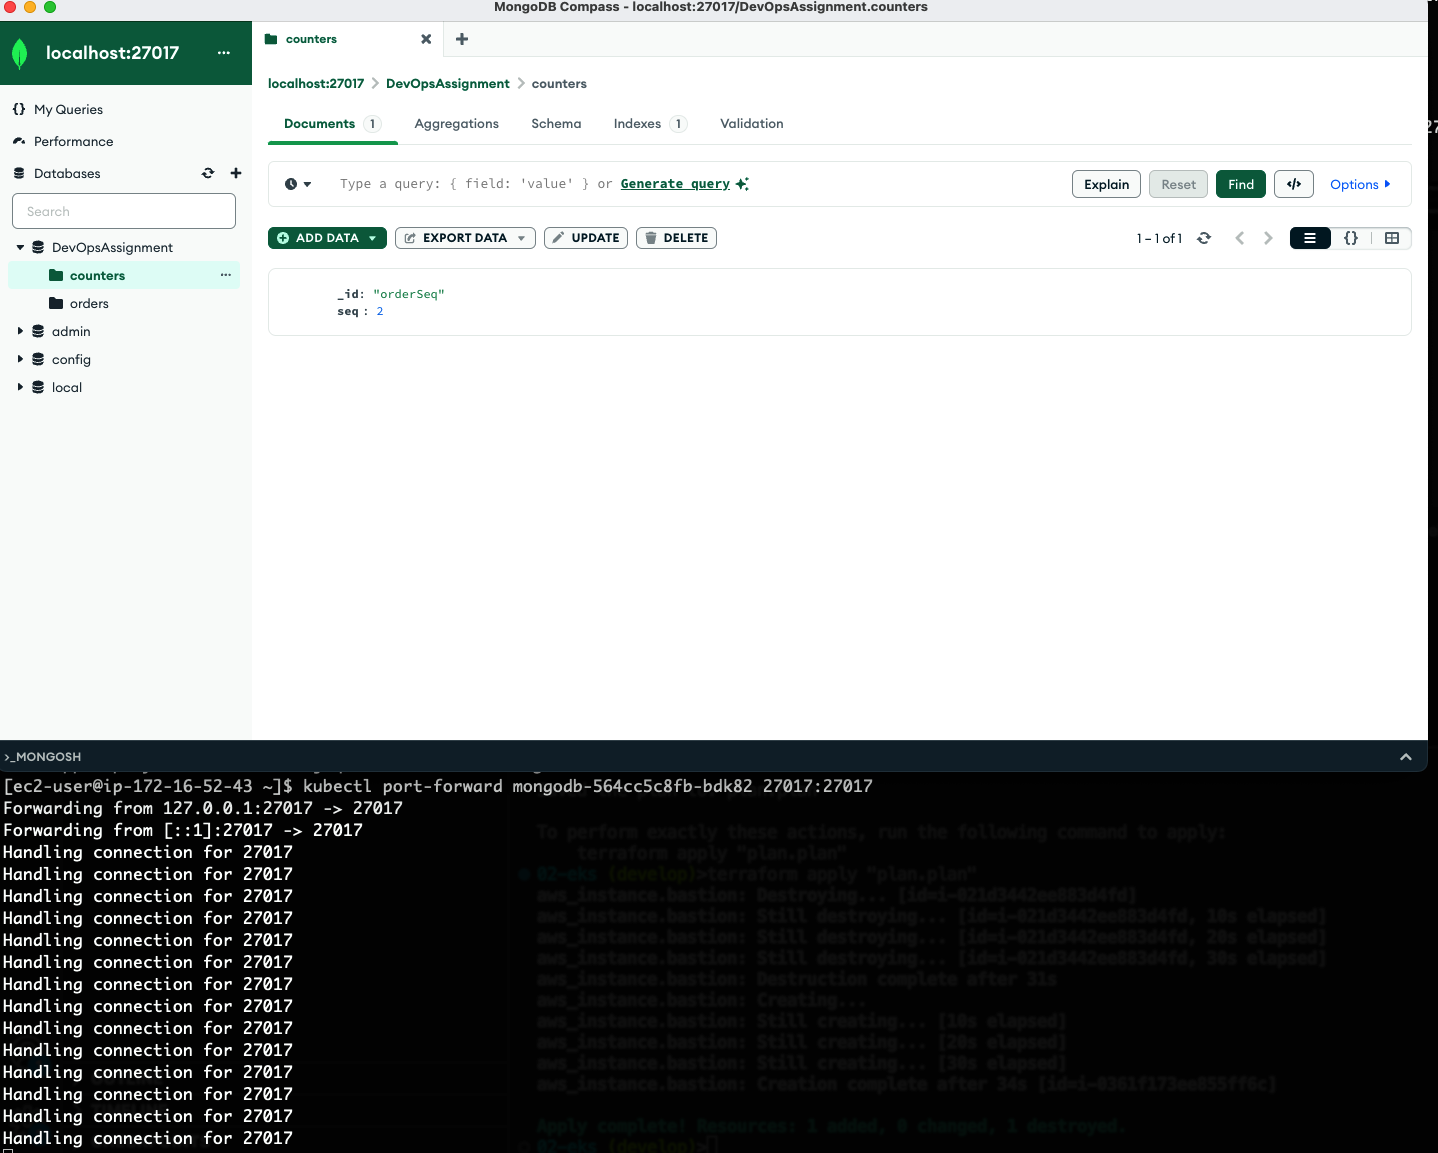 MongoDB Compass - localhost:27017/DevOpsAssignment.counters
localhost:27017
counters
localhost:27017 > DevOpsAssignment > counters
{} My Queries
Performance
Databases
Search
DevOpsAssignment
counters
orders
admin
config
local
Documents 1 Aggregations Schema Indexes 1 Validation
Type a query: { field: 'value' } or Generate query
Explain Reset Find </> Options
ADD DATA EXPORT DATA UPDATE DELETE
1 – 1 of 1
{}
_id: "orderSeq"
seq : 2
>_MONGOSH
[ec2-user@ip-172-16-52-43 ~]$ kubectl port-forward mongodb-564cc5c8fb-bdk82 27017:27017
Forwarding from 127.0.0.1:27017 -> 27017
Forwarding from [::1]:27017 -> 27017
Handling connection for 27017
Handling connection for 27017
Handling connection for 27017
Handling connection for 27017
Handling connection for 27017
Handling connection for 27017
Handling connection for 27017
Handling connection for 27017
Handling connection for 27017
Handling connection for 27017
Handling connection for 27017
Handling connection for 27017
Handling connection for 27017
Handling connection for 27017
To perform exactly these actions, run the following command to apply:
terraform apply "plan.plan"
02-eks (develop)>terraform apply "plan.plan"
aws_instance.bastion: Destroying... [id=i-021d3442ee883d4fd]
aws_instance.bastion: Still destroying... [id=i-021d3442ee883d4fd, 10s elapsed]
aws_instance.bastion: Still destroying... [id=i-021d3442ee883d4fd, 20s elapsed]
aws_instance.bastion: Still destroying... [id=i-021d3442ee883d4fd, 30s elapsed]
aws_instance.bastion: Destruction complete after 31s
aws_instance.bastion: Creating...
aws_instance.bastion: Still creating... [10s elapsed]
aws_instance.bastion: Still creating... [20s elapsed]
aws_instance.bastion: Still creating... [30s elapsed]
aws_instance.bastion: Creation complete after 34s [id=i-0361f173ee855ff6c]
Apply complete! Resources: 1 added, 0 changed, 1 destroyed.
02-eks (develop)>